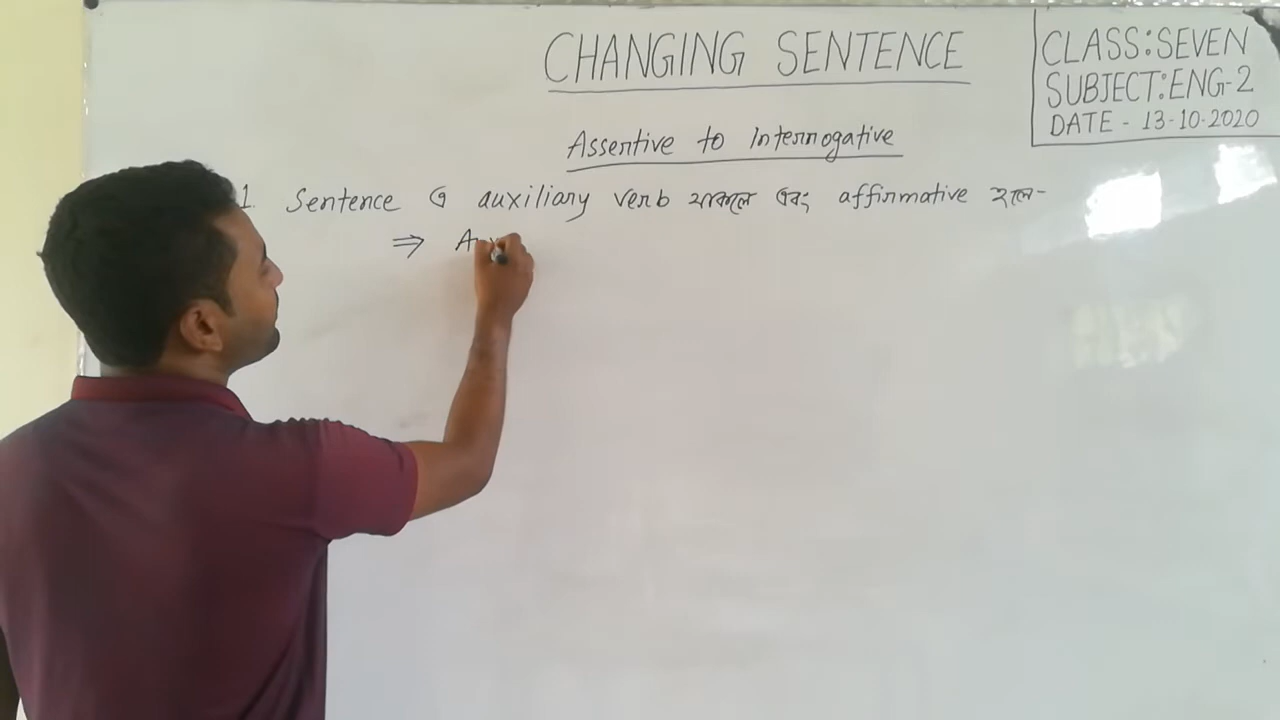 CHANGING SENTENCE
CLASS:SEVEN
SUBJECT:ENG-2
DATE - 13-10-2020
Assertive to Interrogative
1. Sentence এ auxiliary verb থাকলে এবং affirmative হলে-
⇒